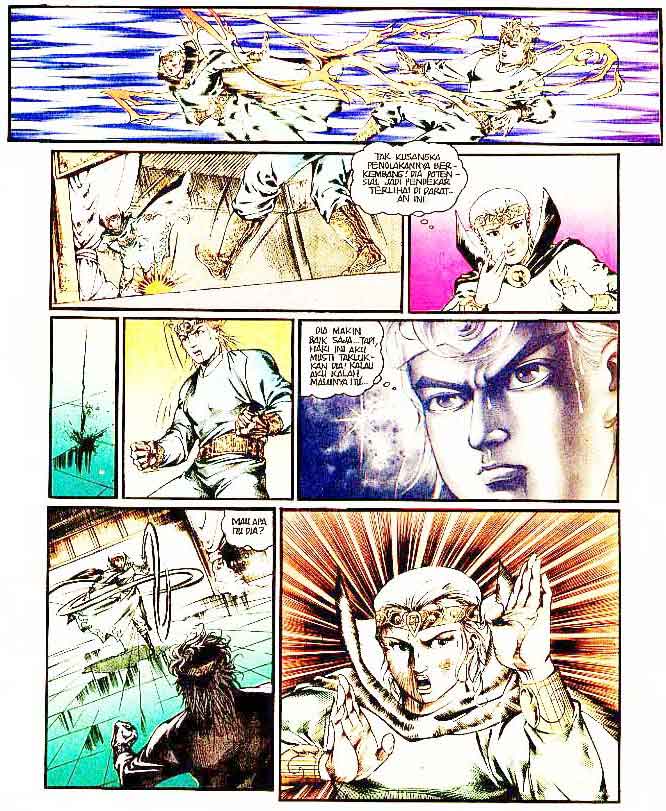 TAK KUSANGKA
PENOLAKANNYA BER-
KEMBANG! DIA POTEN-
SIAL JADI PENDEKAR
TERLIHAI DI DARAT-
AN INI
DIA MAKIN
BAIK SAJA...TAPI,
HARI INI AKU
MUSTI TAKLUK-
KAN DIA! KALAU
AKU KALAH,
MALUNYA ITU...
MAU APA
ITU DIA?